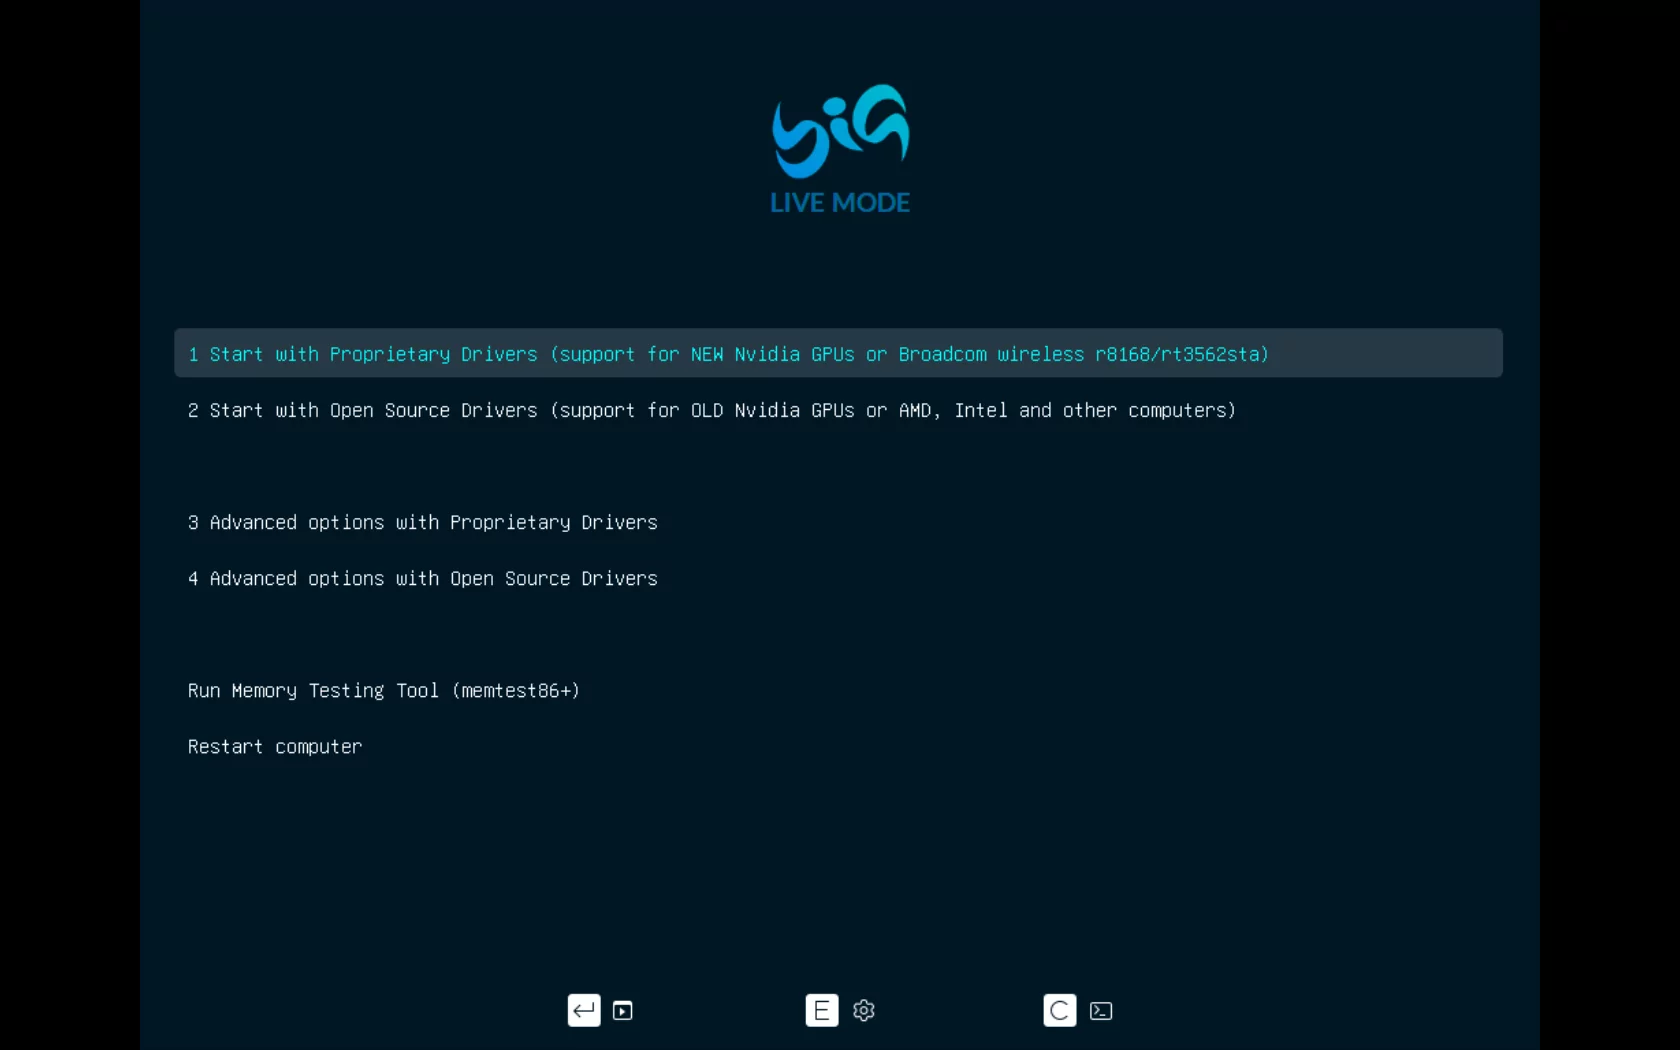 big
LIVE MODE
1 Start with Proprietary Drivers (support for NEW Nvidia GPUs or Broadcom wireless r8168/rt3562sta)
2 Start with Open Source Drivers (support for OLD Nvidia GPUs or AMD, Intel and other computers)
3 Advanced options with Proprietary Drivers
4 Advanced options with Open Source Drivers
Run Memory Testing Tool (memtest86+)
Restart computer
E
C